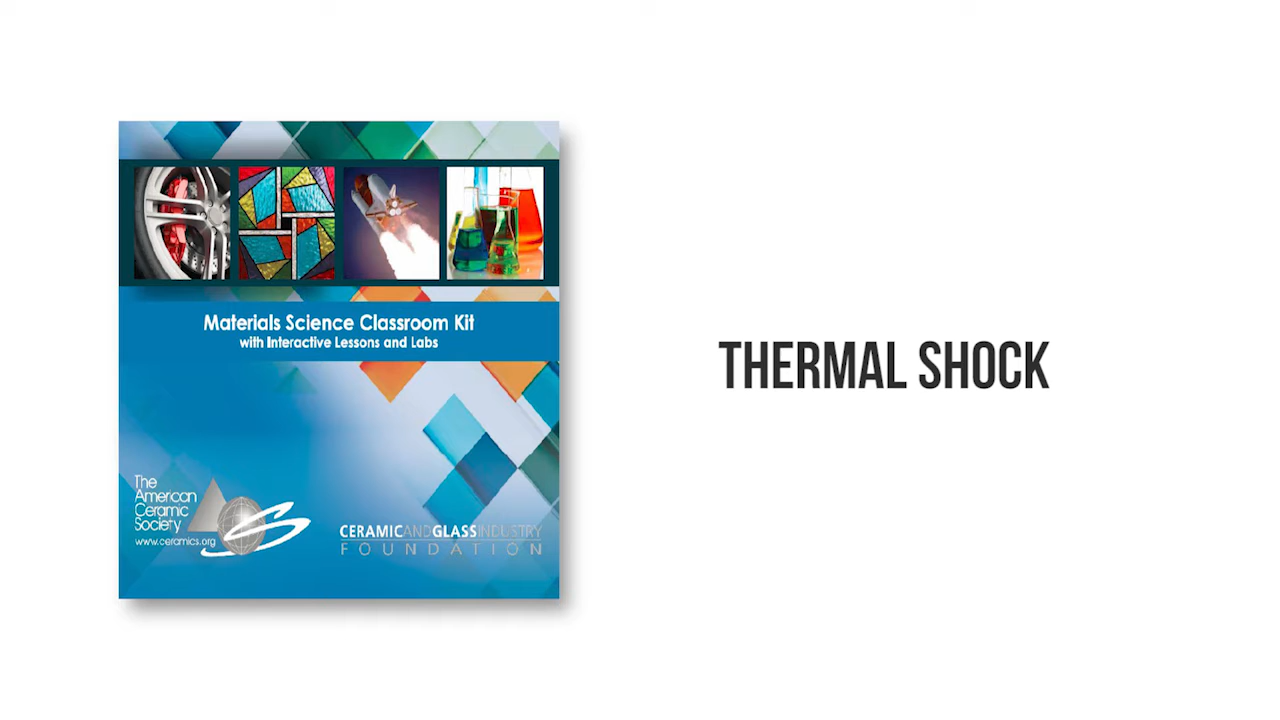 Materials Science Classroom Kit
with Interactive Lessons and Labs
The
American
Ceramic
Society
www.ceramics.org
CERAMICANDGLASSINDUSTRY
FOUNDATION
THERMAL SHOCK